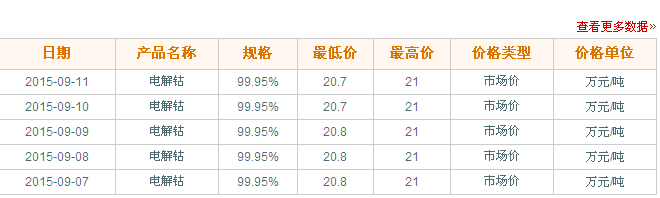 查看更多数据»
日期 产品名称 规格 最低价 最高价 价格类型 价格单位
2015-09-11 电解钴 99.95% 20.7 21 市场价 万元/吨
2015-09-10 电解钴 99.95% 20.7 21 市场价 万元/吨
2015-09-09 电解钴 99.95% 20.8 21 市场价 万元/吨
2015-09-08 电解钴 99.95% 20.8 21 市场价 万元/吨
2015-09-07 电解钴 99.95% 20.8 21 市场价 万元/吨